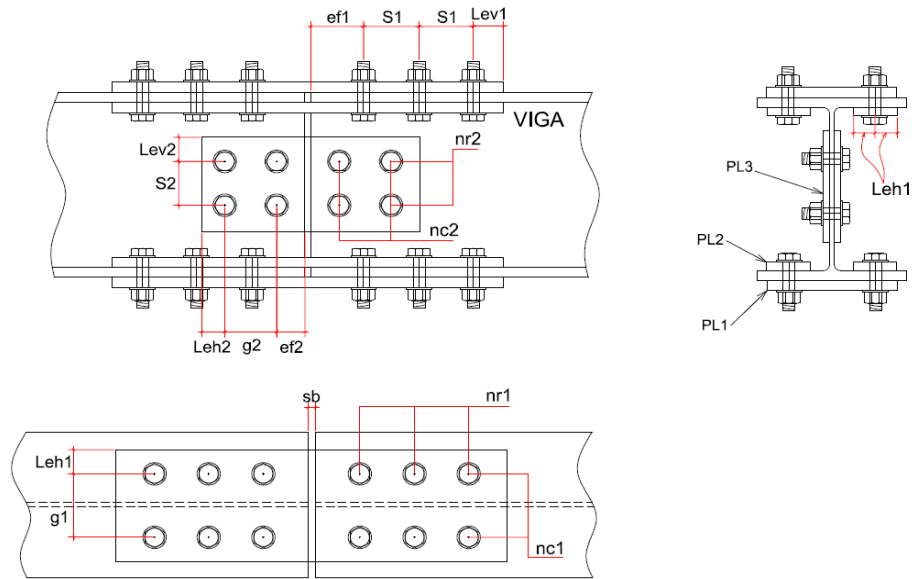 ef1 S1 S1 Lev1
VIGA
Lev2
S2
nr2
nc2
Leh2 g2 ef2
PL3
Leh1
PL2
PL1
sb nr1
Leh1
g1
nc1